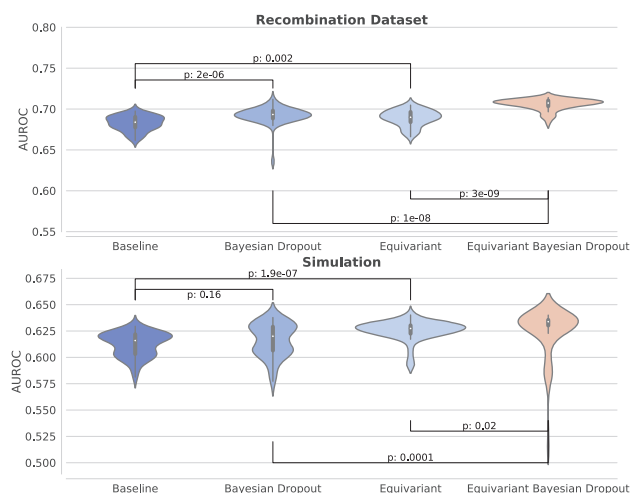 Recombination Dataset
0.80
0.75
0.70
0.65
0.60
0.55
AUROC
p: 0.002
p: 2e-06
p: 3e-09
p: 1e-08
Baseline Bayesian Dropout Equivariant Equivariant Bayesian Dropout
Simulation
0.675
0.650
0.625
0.600
0.575
0.550
0.525
0.500
AUROC
p: 1.9e-07
p: 0.16
p: 0.02
p: 0.0001
Baseline Bayesian Dropout Equivariant Equivariant Bayesian Dropout